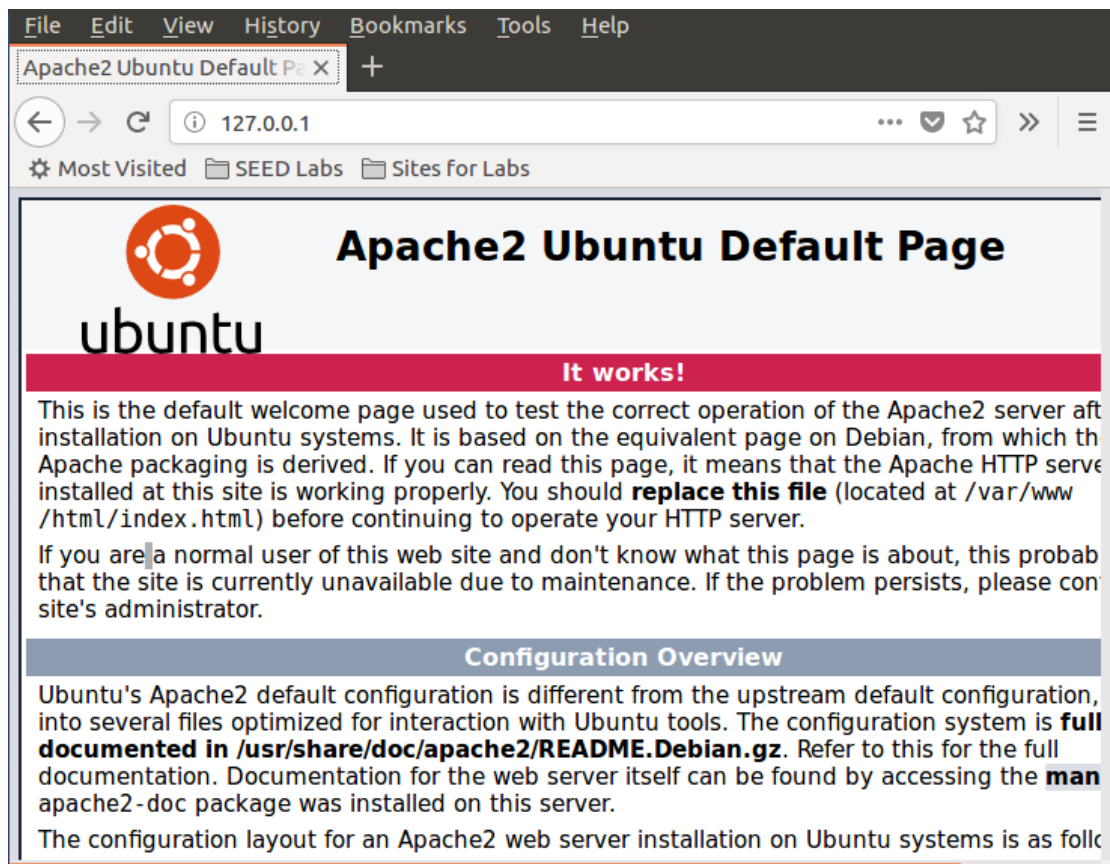 File Edit View History Bookmarks Tools Help
Apache2 Ubuntu Default Pa
127.0.0.1
Most Visited SEED Labs Sites for Labs
ubuntu
Apache2 Ubuntu Default Page
It works!
This is the default welcome page used to test the correct operation of the Apache2 server aft
installation on Ubuntu systems. It is based on the equivalent page on Debian, from which th
Apache packaging is derived. If you can read this page, it means that the Apache HTTP serve
installed at this site is working properly. You should replace this file (located at /var/www
/html/index.html) before continuing to operate your HTTP server.
If you are a normal user of this web site and don't know what this page is about, this probab
that the site is currently unavailable due to maintenance. If the problem persists, please con
site's administrator.
Configuration Overview
Ubuntu's Apache2 default configuration is different from the upstream default configuration,
into several files optimized for interaction with Ubuntu tools. The configuration system is full
documented in /usr/share/doc/apache2/README.Debian.gz. Refer to this for the full
documentation. Documentation for the web server itself can be found by accessing the man
apache2-doc package was installed on this server.
The configuration layout for an Apache2 web server installation on Ubuntu systems is as follo